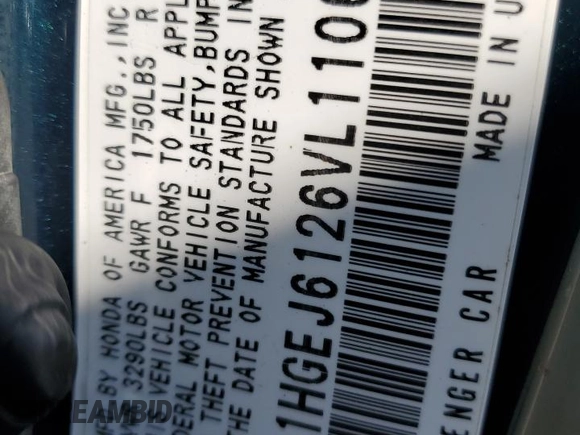 BY HONDA OF AMERICA MFG., INC
3290LBS GAWR F 1750LBS R
VEHICLE CONFORMS TO ALL APPL
DERAL MOTOR VEHICLE SAFETY, BUMP
THEFT PREVENTION STANDARDS IN
THE DATE OF MANUFACTURE SHOWN
1HGEJ6126VL110
ENGER CAR MADE IN U
EAMBID